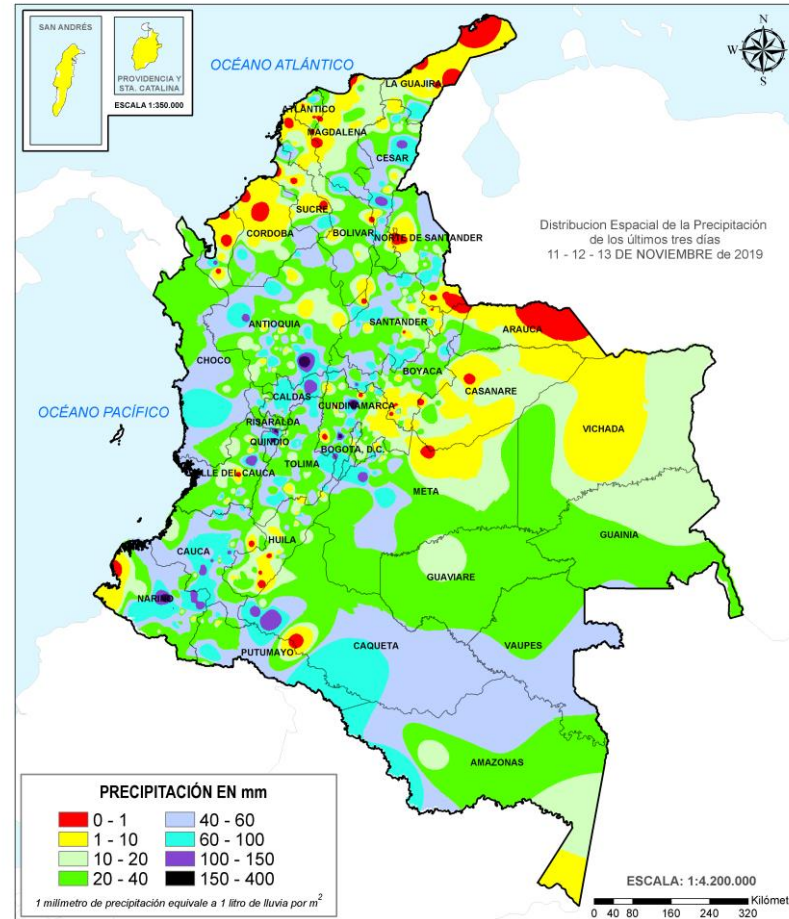 SAN ANDRÉS
PROVIDENCIA Y
STA. CATALINA
ESCALA 1:350.000
OCÉANO ATLÁNTICO
N
W
E
S
LA GUAJIRA
ATLÁNTICO
MAGDALENA
CESAR
SUCRE
CORDOBA
BOLIVAR
NORTE DE SANTANDER
Distribucion Espacial de la Precipitación
de los últimos tres días
11 - 12 - 13 DE NOVIEMBRE de 2019
ANTIOQUIA
SANTANDER
ARAUCA
CHOCO
BOYACA
CASANARE
CALDAS
CUNDINAMARCA
OCÉANO PACÍFICO
RISARALDA
VICHADA
QUINDIO
BOGOTA, D.C.
TOLIMA
VALLE DEL CAUCA
META
GUAINIA
HUILA
CAUCA
GUAVIARE
NARIÑO
VAUPES
CAQUETA
PUTUMAYO
AMAZONAS
PRECIPITACIÓN EN mm
0 - 1
40 - 60
1 - 10
60 - 100
10 - 20
100 - 150
20 - 40
150 - 400
1 milímetro de precipitación equivale a 1 litro de lluvia por m²
ESCALA: 1:4.200.000
Kilómet
0 40 80 160 240 320